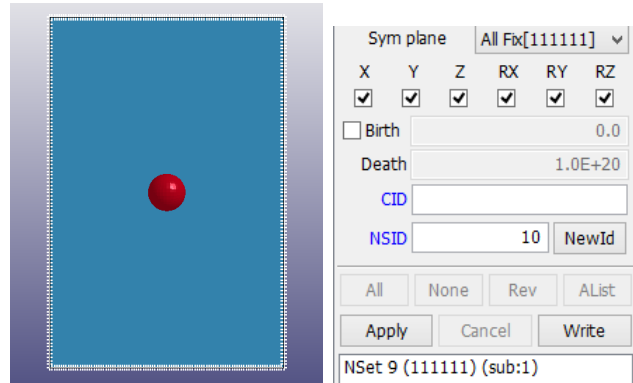 Sym plane All Fix[111111]
X Y Z RX RY RZ
Birth 0.0
Death 1.0E+20
CID
NSID 10 NewId
All None Rev AList
Apply Cancel Write
NSet 9 (111111) (sub:1)